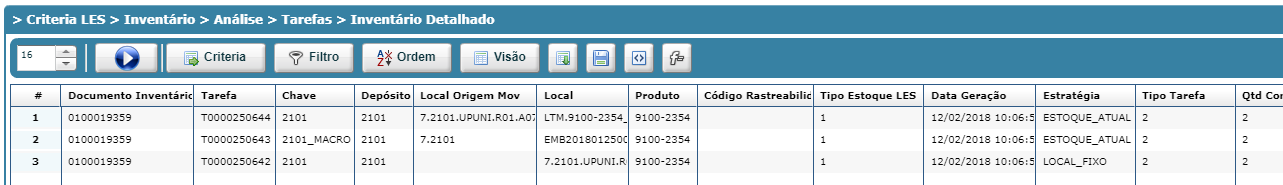 > Criteria LES > Inventário > Análise > Tarefas > Inventário Detalhado
16 Criteria Filtro Ordem Visão
# Documento Inventáric Tarefa Chave Depósito Local Origem Mov Local Produto Código Rastreabilid Tipo Estoque LES Data Geração Estratégia Tipo Tarefa Qtd Con
1 0100019359 T0000250644 2101 2101 7.2101.UPUNI.R01.A07 LTM.9100-2354_ 9100-2354 1 12/02/2018 10:06:5 ESTOQUE_ATUAL 2 2
2 0100019359 T0000250643 2101_MACRO 2101 7.2101 EMB2018012500 9100-2354 1 12/02/2018 10:06:5 ESTOQUE_ATUAL 2 2
3 0100019359 T0000250642 2101 2101 7.2101.UPUNI.R 9100-2354 1 12/02/2018 10:06:5 LOCAL_FIXO 2 2